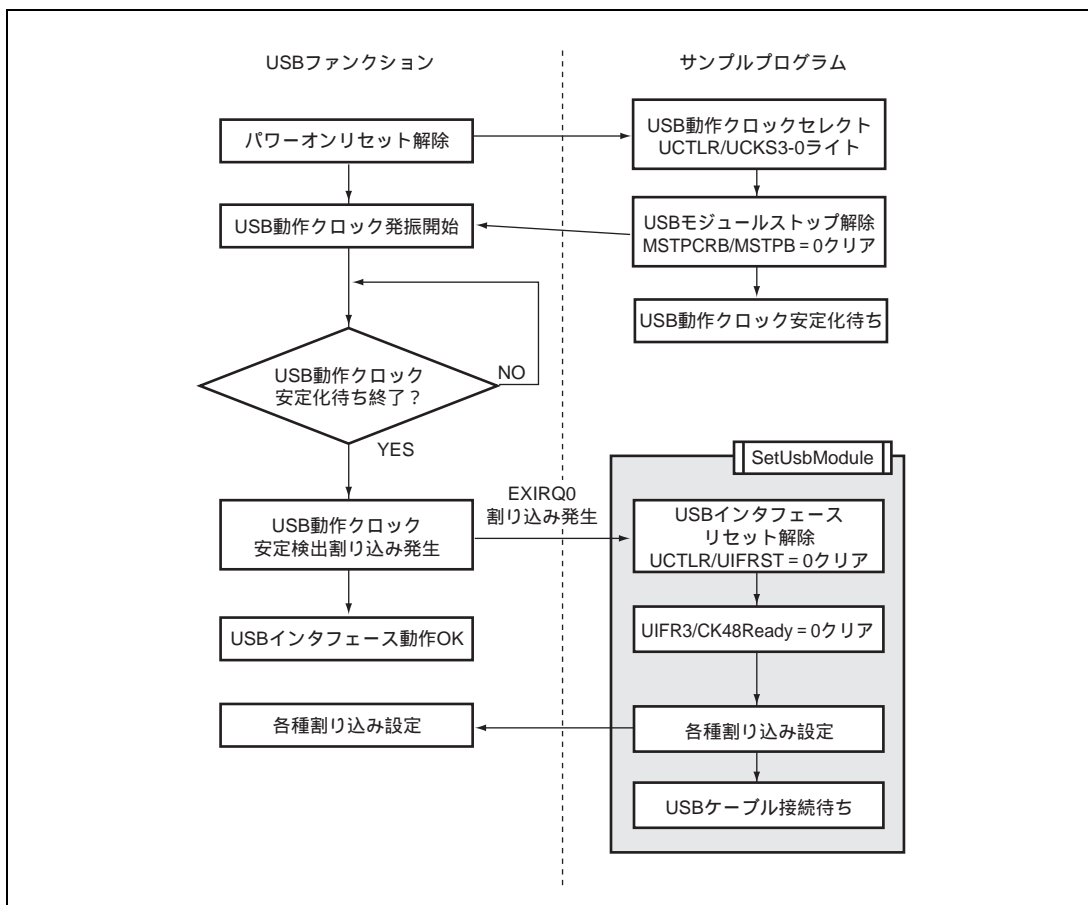 USBファンクション
サンプルプログラム
パワーオンリセット解除
USB動作クロックセレクト
UCTLR/UCKS3-0ライト
USB動作クロック発振開始
USBモジュールストップ解除
MSTPCRB/MSTPB = 0クリア
USB動作クロック安定化待ち
USB動作クロック
安定化待ち終了？
NO
YES
SetUsbModule
EXIRQ0
割り込み発生
USB動作クロック
安定検出割り込み発生
USBインタフェース
リセット解除
UCTLR/UIFRST = 0クリア
USBインタフェース動作OK
UIFR3/CK48Ready = 0クリア
各種割り込み設定
各種割り込み設定
USBケーブル接続待ち